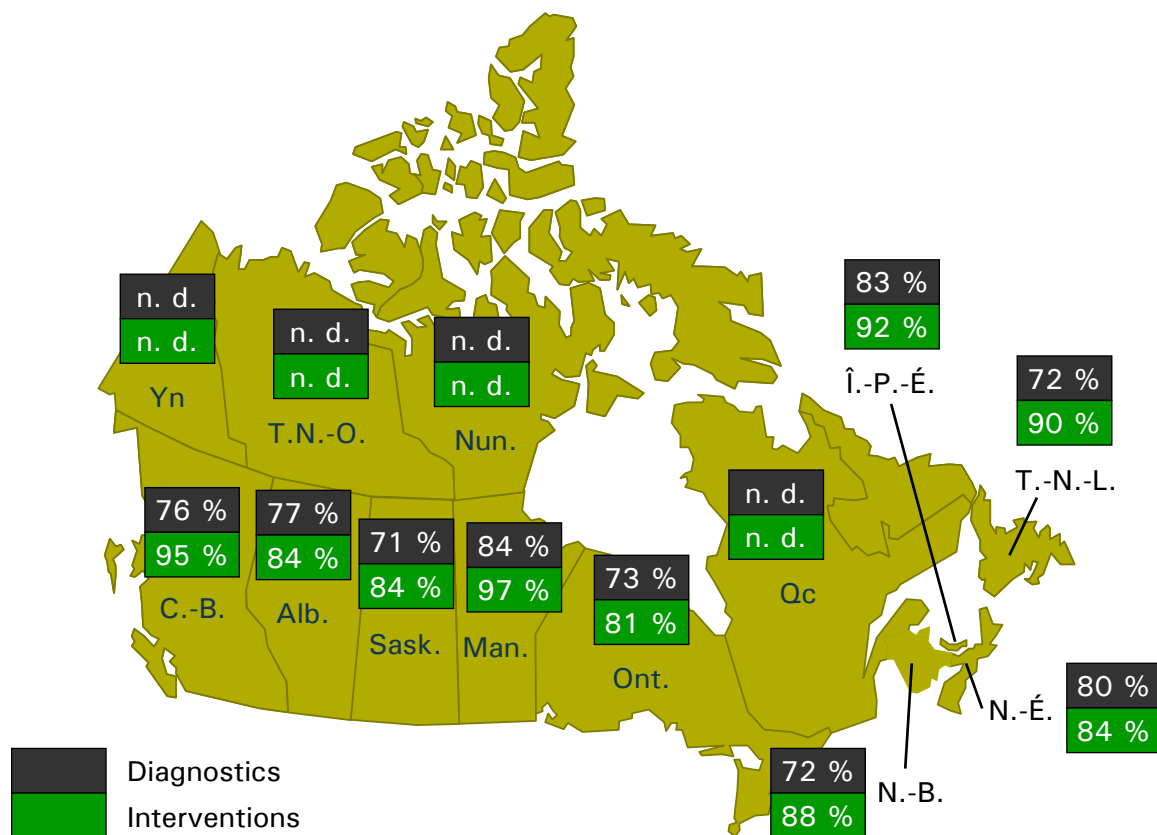 n. d.
n. d.
Yn
n. d.
n. d.
T.N.-O.
n. d.
n. d.
Nun.
83 %
92 %
Î.-P.-É.
72 %
90 %
T.-N.-L.
76 %
95 %
C.-B.
77 %
84 %
Alb.
71 %
84 %
Sask.
84 %
97 %
Man.
73 %
81 %
Ont.
n. d.
n. d.
Qc
80 %
84 %
N.-É.
72 %
88 %
N.-B.
Diagnostics
Interventions